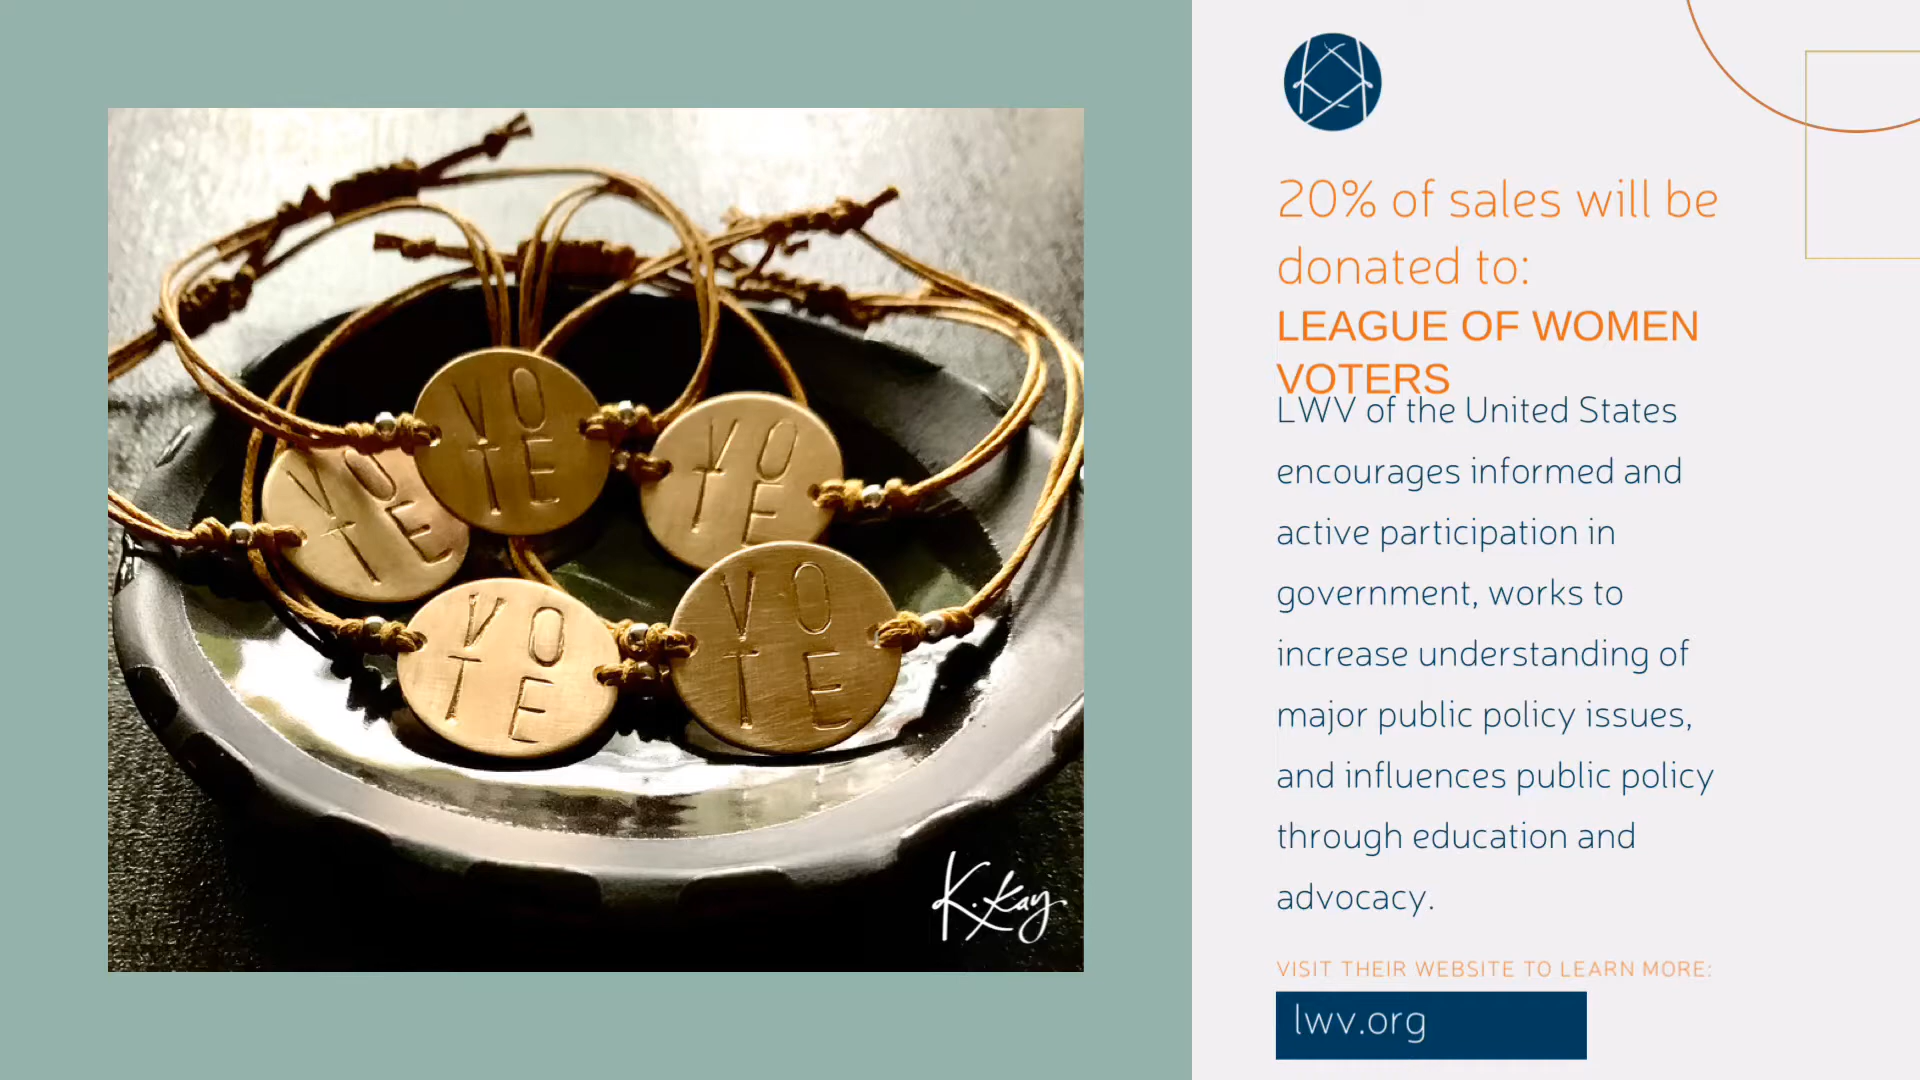 VO
TE
VO
TE
VO
TE
VO
TE
VO
TE
K.Kay
20% of sales will be
donated to:
LEAGUE OF WOMEN
VOTERS
LWV of the United States
encourages informed and
active participation in
government, works to
increase understanding of
major public policy issues,
and influences public policy
through education and
advocacy.
VISIT THEIR WEBSITE TO LEARN MORE:
lwv.org